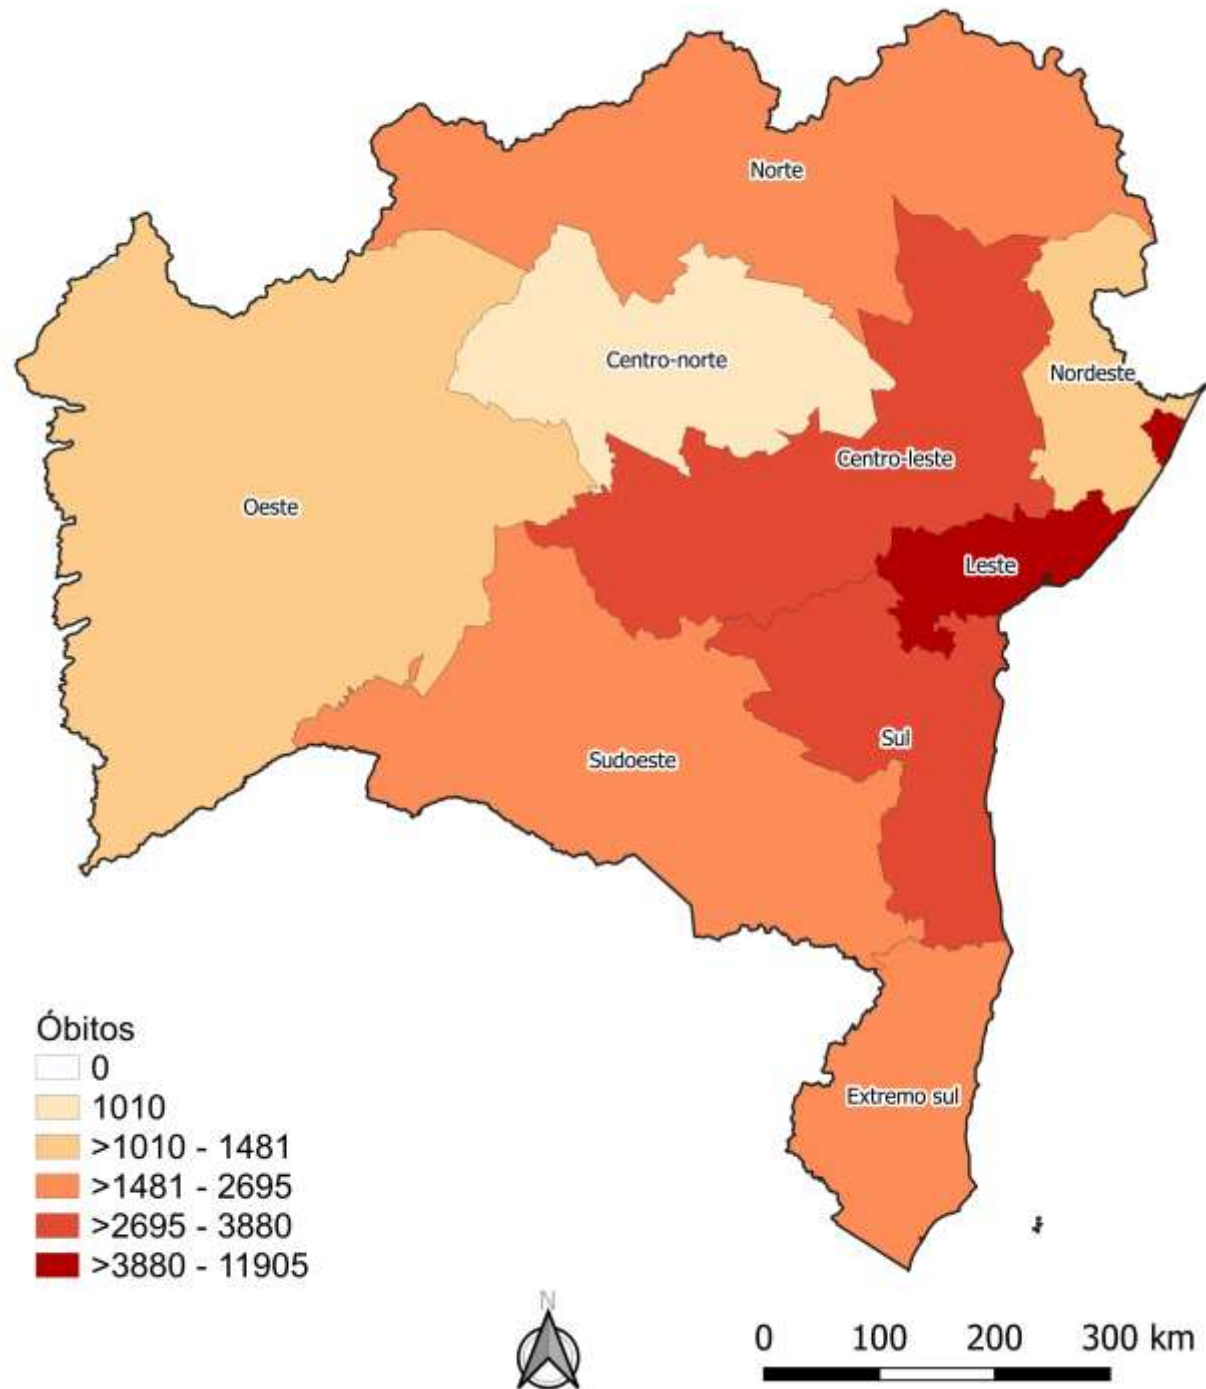 Norte
Centro-norte
Nordeste
Centro-leste
Oeste
Leste
Sul
Sudoeste
Extremo sul
Óbitos
0
1010
>1010 - 1481
>1481 - 2695
>2695 - 3880
>3880 - 11905
N
0 100 200 300 km